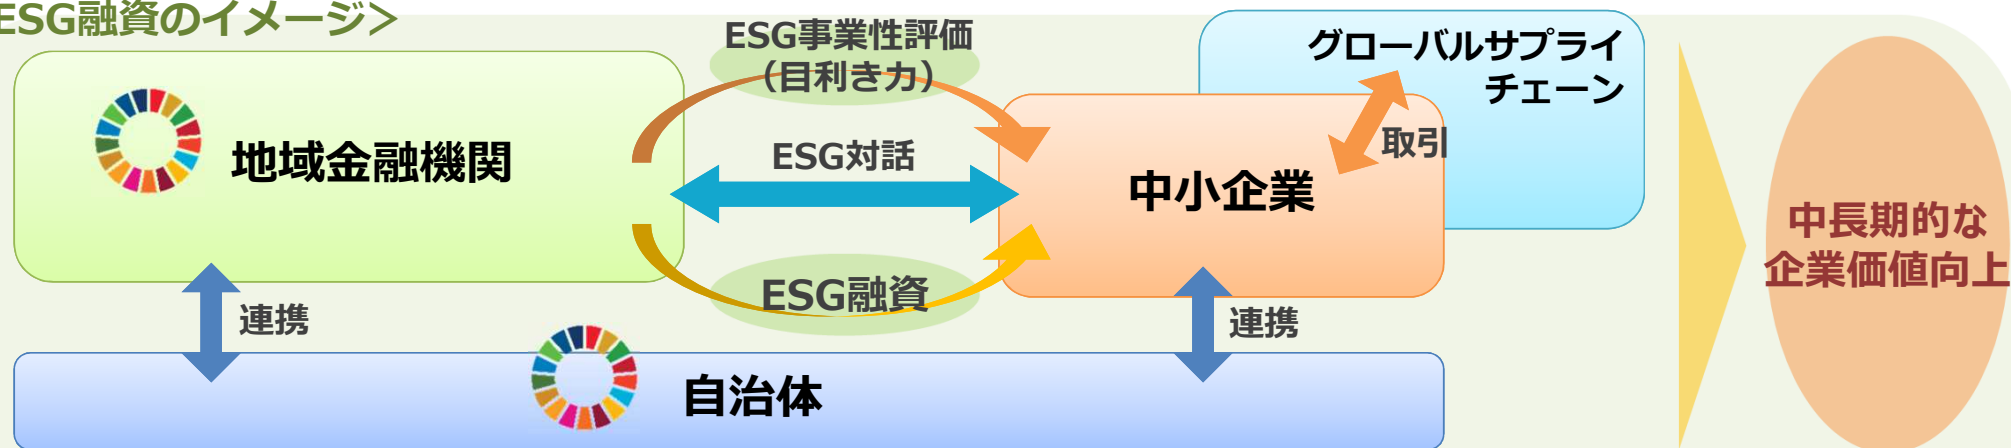 ESG融資のイメージ＞
ESG事業性評価
（目利き力）
グローバルサプライ
チェーン
地域金融機関
ESG対話
取引
中小企業
中長期的な
企業価値向上
ESG融資
連携
連携
自治体